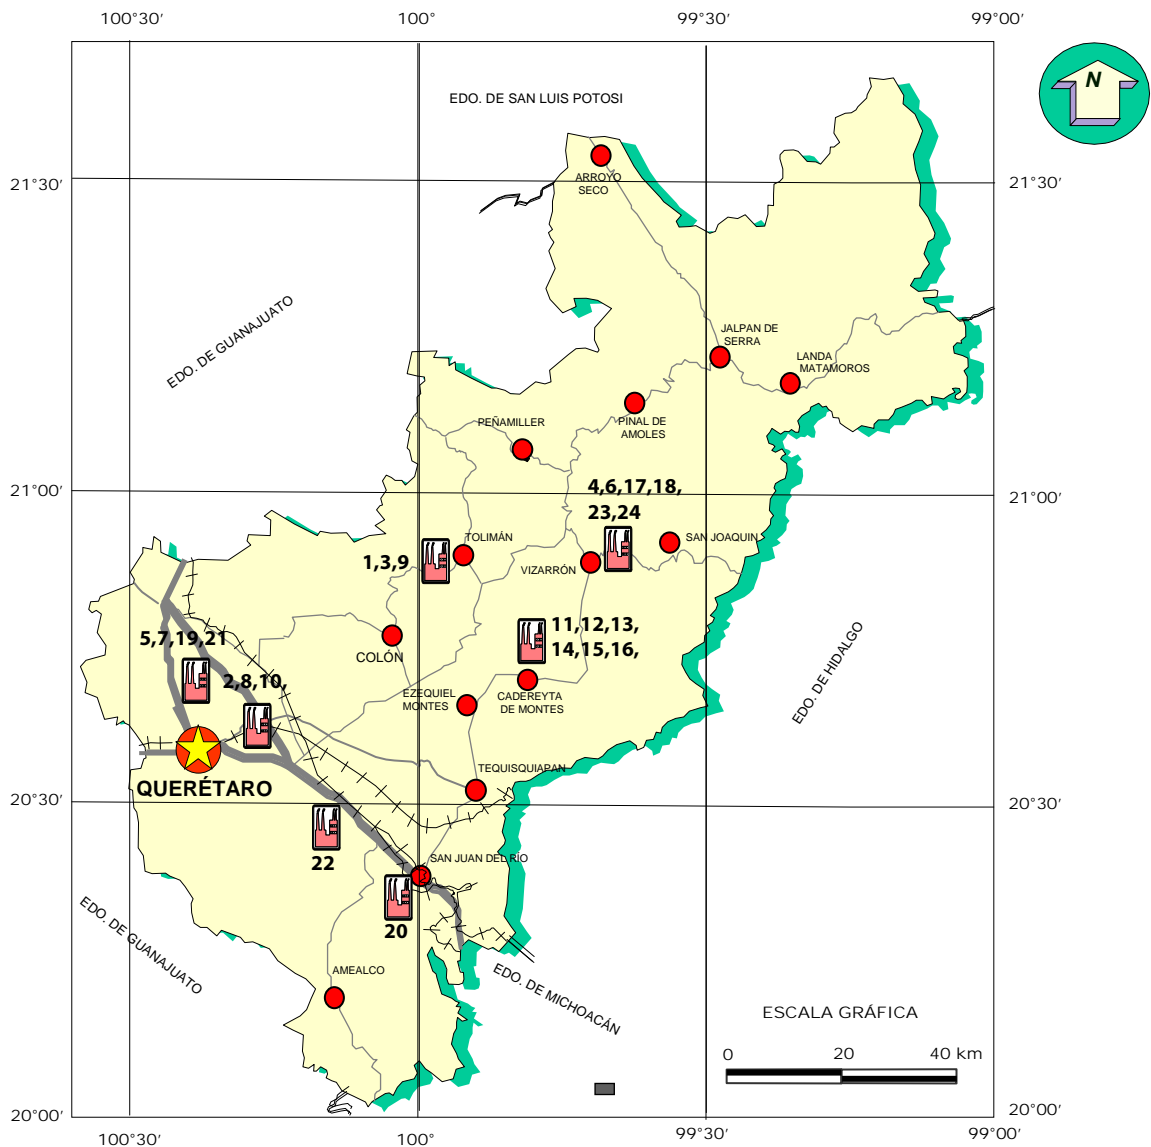 100°30'
100°
99°30'
99°00'
N
EDO. DE SAN LUIS POTOSI
21°30'
21°30'
ARROYO
SECO
EDO. DE GUANAJUATO
JALPAN DE
SERRA
LANDA
MATAMOROS
PEÑAMILLER
PINAL DE
AMOLES
21°00'
21°00'
4,6,17,18,
23,24
TOLIMÁN
SAN JOAQUIN
1,3,9
VIZARRÓN
11,12,13,
14,15,16,
5,7,19,21
COLÓN
EDO. DE HIDALGO
2,8,10,
EZEQUIEL
MONTES
CADEREYTA
DE MONTES
TEQUISQUIAPAN
QUERÉTARO
20°30'
20°30'
22
SAN JUAN DEL RÍO
20
EDO. DE GUANAJUATO
AMEALCO
EDO. DE MICHOACÁN
ESCALA GRÁFICA
0
20
40 km
20°00'
20°00'
100°30'
100°
99°30'
99°00'